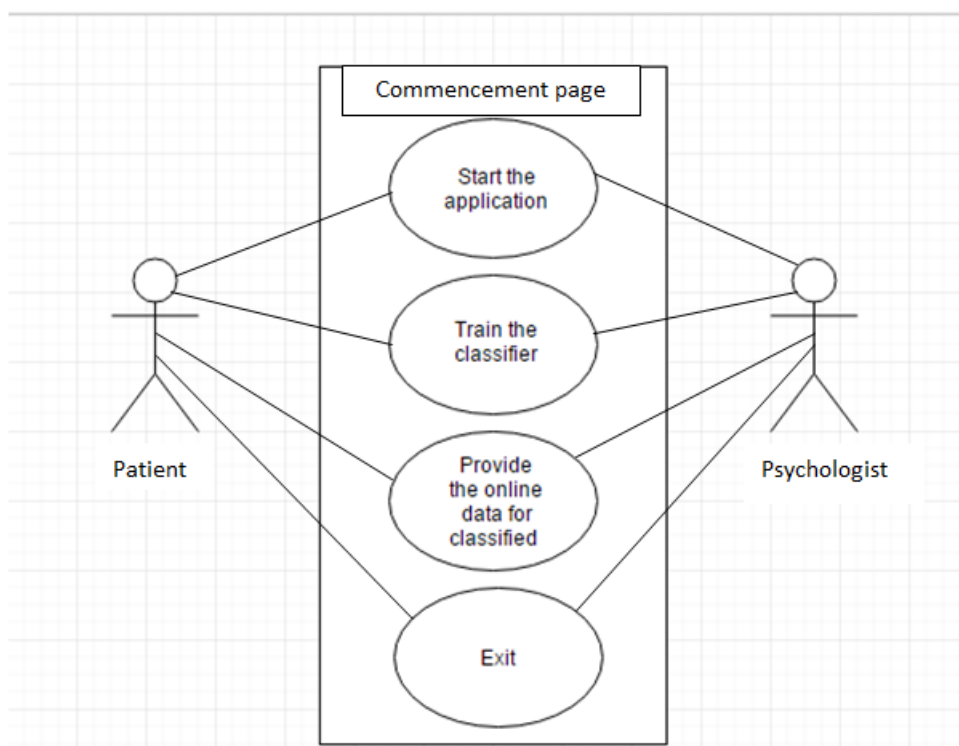 Commencement page
Start the
application
Train the
classifier
Patient
Psychologist
Provide
the online
data for
classified
Exit